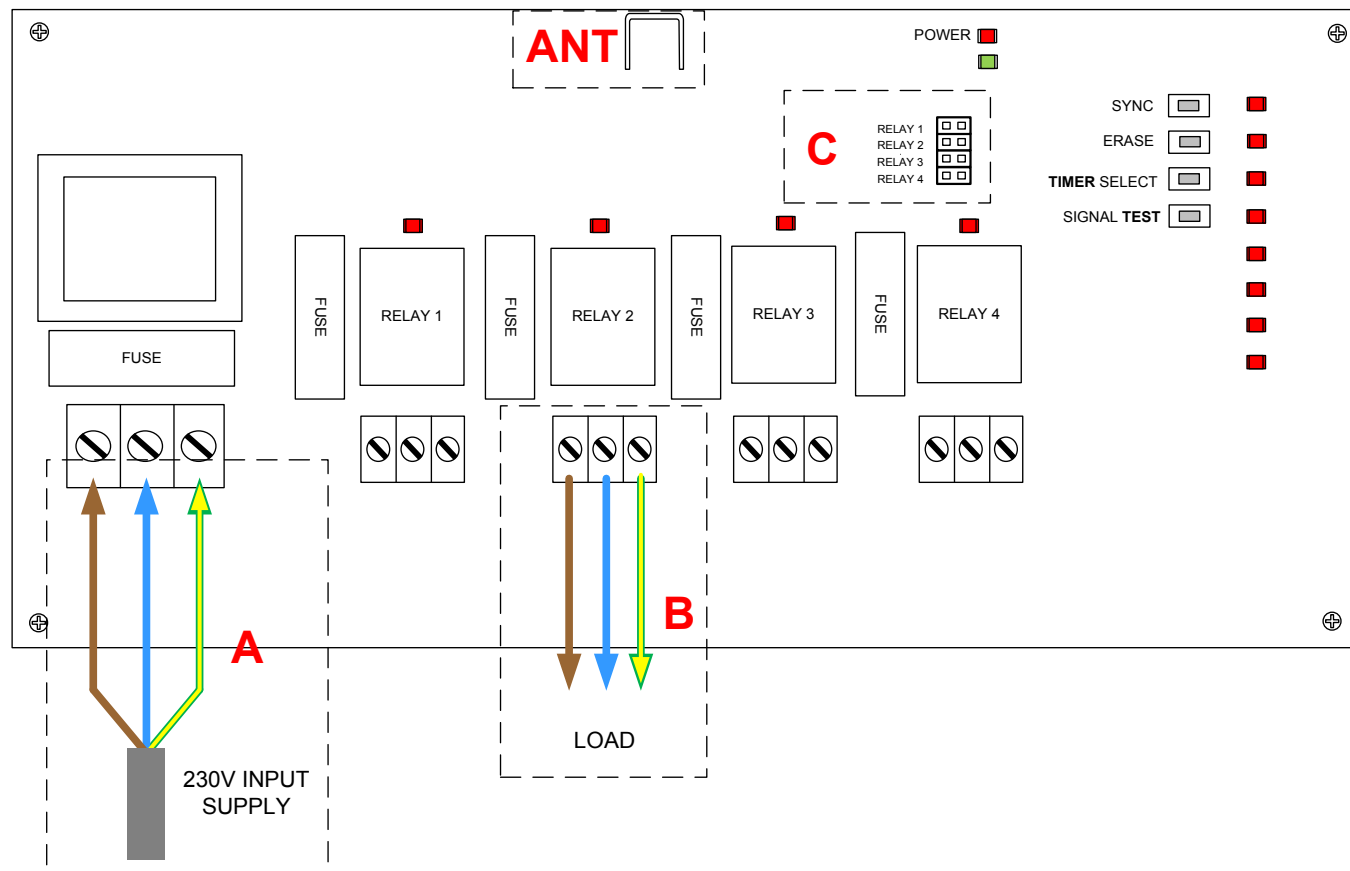 ANT
POWER
SYNC
ERASE
TIMER SELECT
SIGNAL TEST
C
RELAY 1
RELAY 2
RELAY 3
RELAY 4
FUSE
FUSE
RELAY 1
FUSE
RELAY 2
FUSE
RELAY 3
FUSE
RELAY 4
A
B
230V INPUT
SUPPLY
LOAD